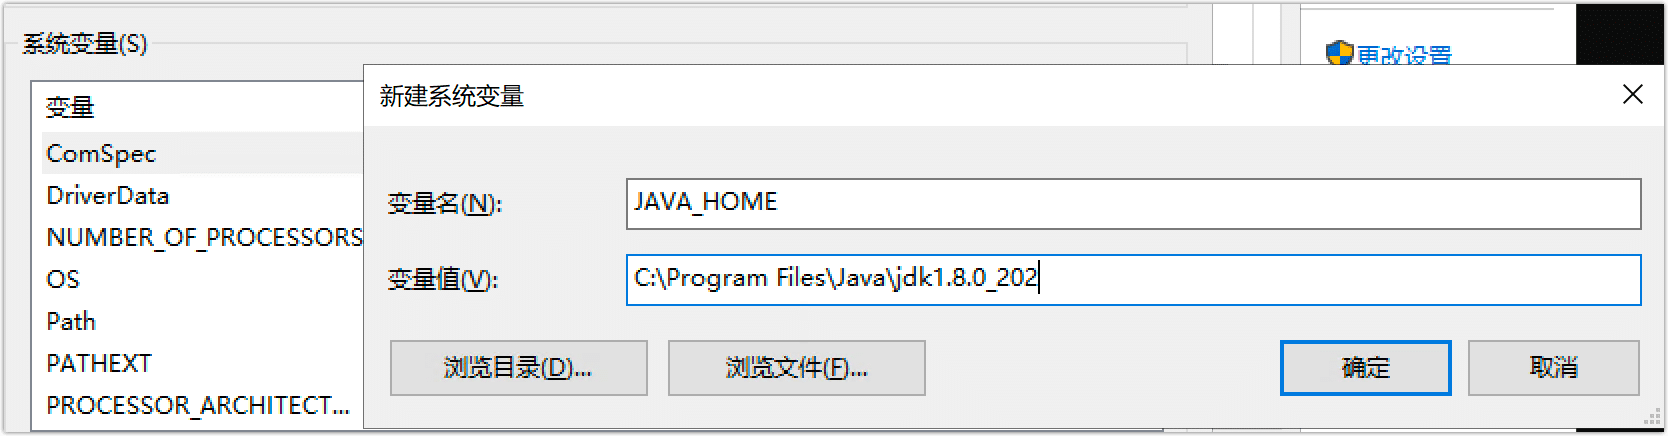 系统变量(S)
更改设置
变量
ComSpec
DriverData
NUMBER_OF_PROCESSORS
OS
Path
PATHEXT
PROCESSOR_ARCHITECT...
新建系统变量
变量名(N):
JAVA_HOME
变量值(V):
C:\Program Files\Java\jdk1.8.0_202
浏览目录(D)...
浏览文件(F)...
确定
取消